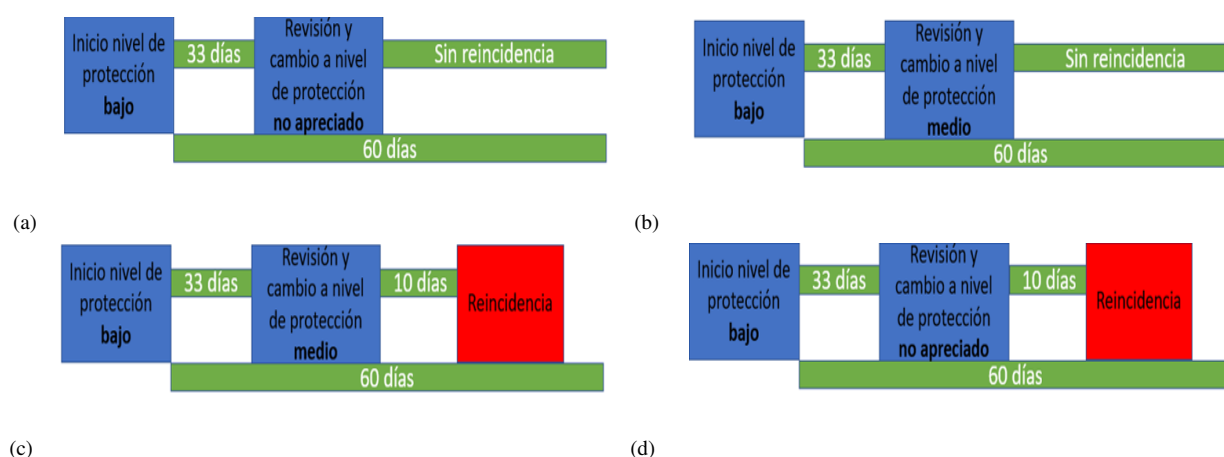 Inicio nivel de
protección
bajo
33 días
Revisión y
cambio a nivel
de protección
no apreciado
Sin reincidencia
60 días
(a)
Inicio nivel de
protección
bajo
33 días
Revisión y
cambio a nivel
de protección
medio
Sin reincidencia
60 días
(b)
Inicio nivel de
protección
bajo
33 días
Revisión y
cambio a nivel
de protección
medio
10 días
Reincidencia
60 días
(c)
Inicio nivel de
protección
bajo
33 días
Revisión y
cambio a nivel
de protección
no apreciado
10 días
Reincidencia
60 días
(d)